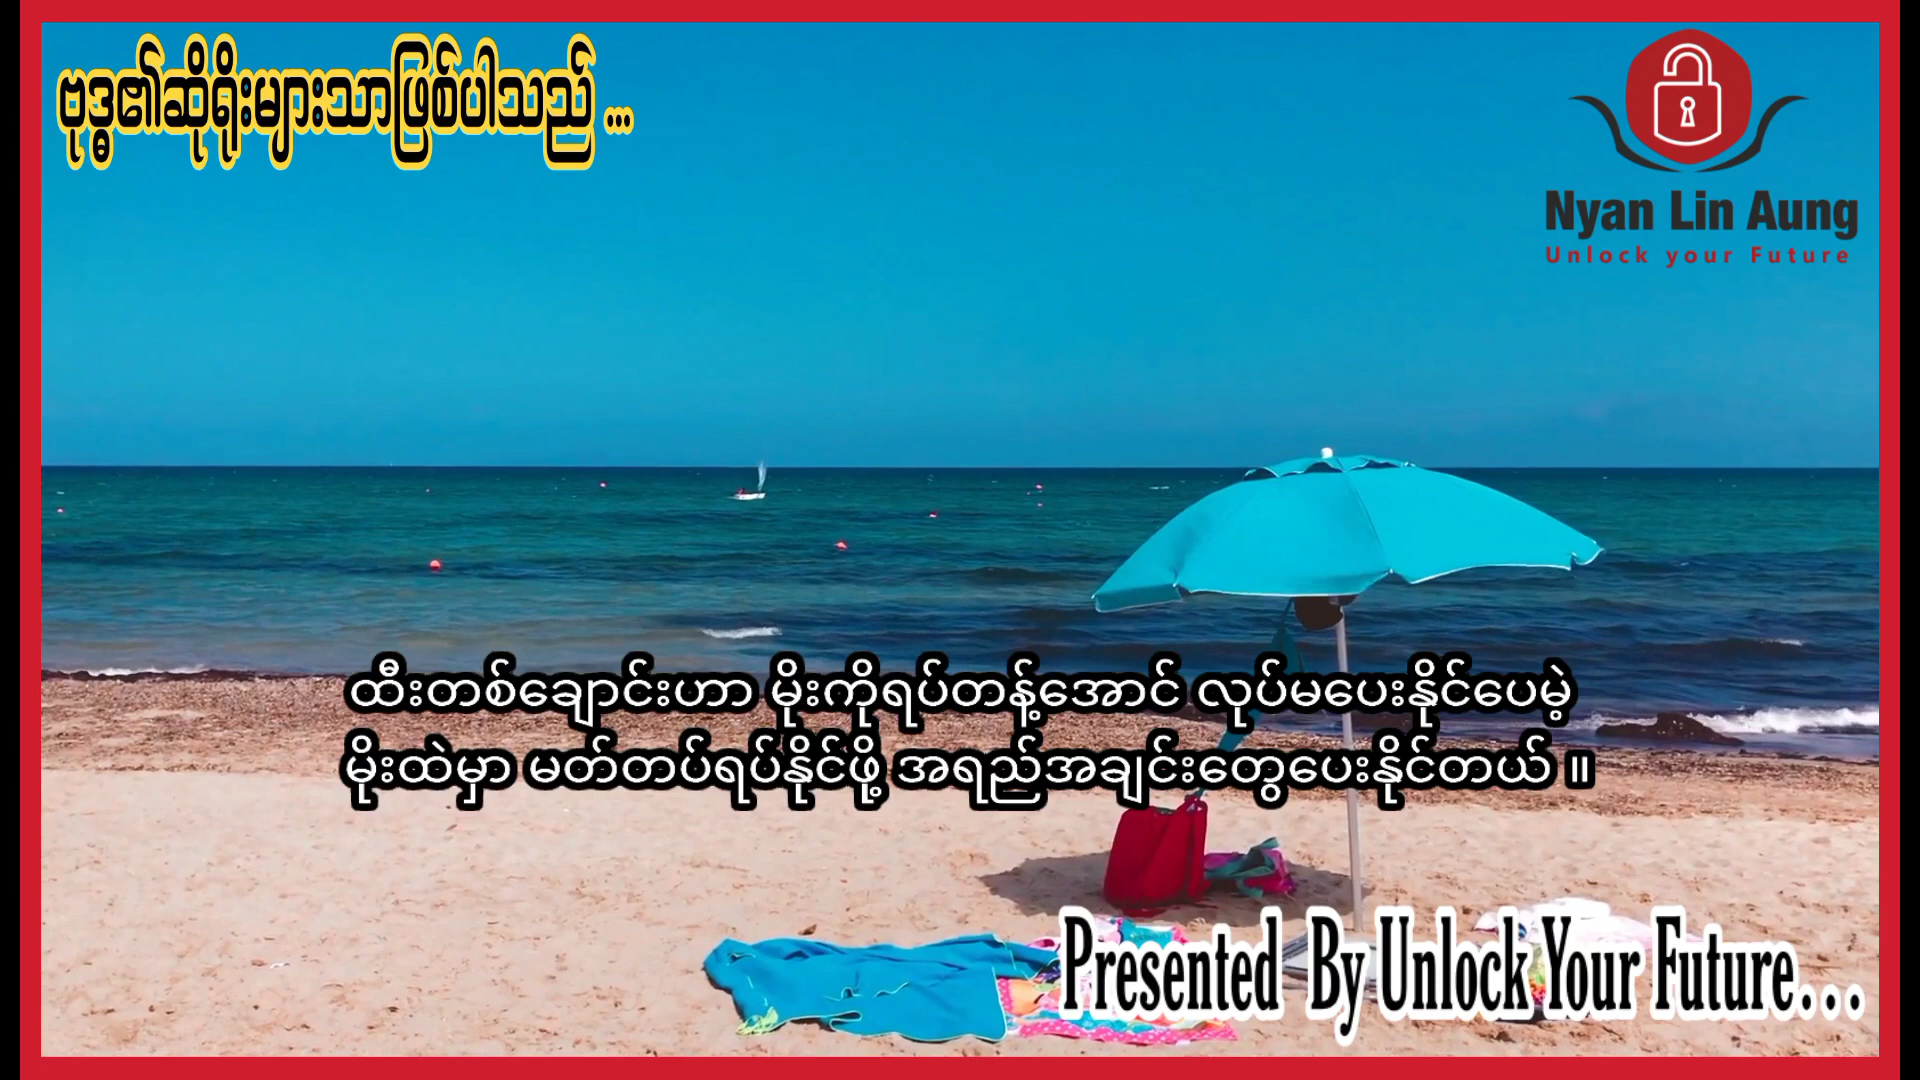 ဗုဒ္ဓ၏ဆိုရိုးများသာဖြစ်ပါသည် ...
Nyan Lin Aung
Unlock your Future
ထီးတစ်ချောင်းဟာ မိုးကိုရပ်တန့်အောင် လုပ်မပေးနိုင်ပေမဲ့
မိုးထဲမှာ မတ်တပ်ရပ်နိုင်ဖို့ အရည်အချင်းတွေပေးနိုင်တယ် ။
Presented By Unlock Your Future...